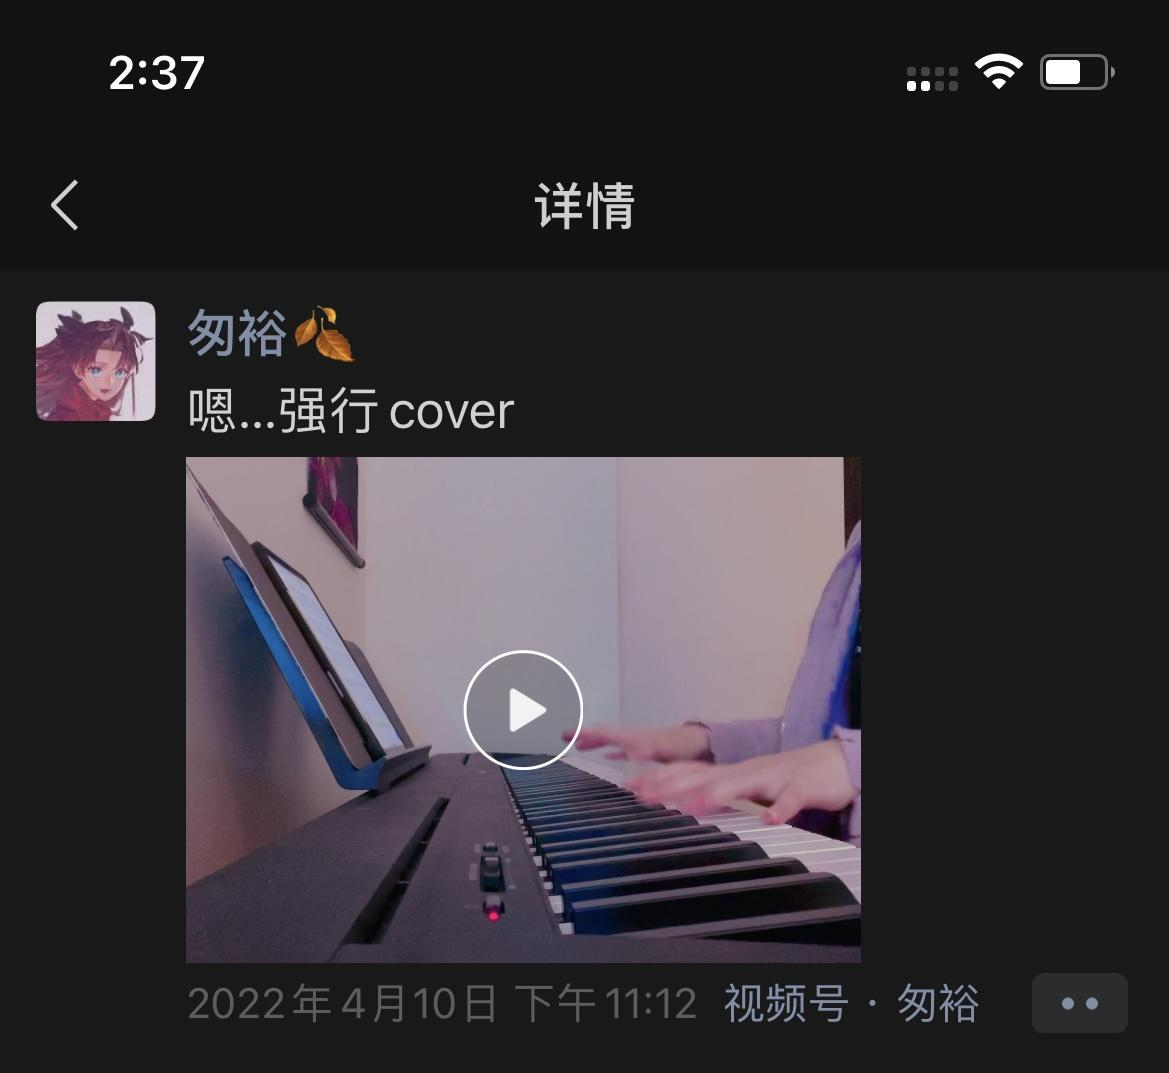 2:37
详情
匆裕🍂
嗯...强行 cover
2022年4月10日 下午11:12 视频号 · 匆裕